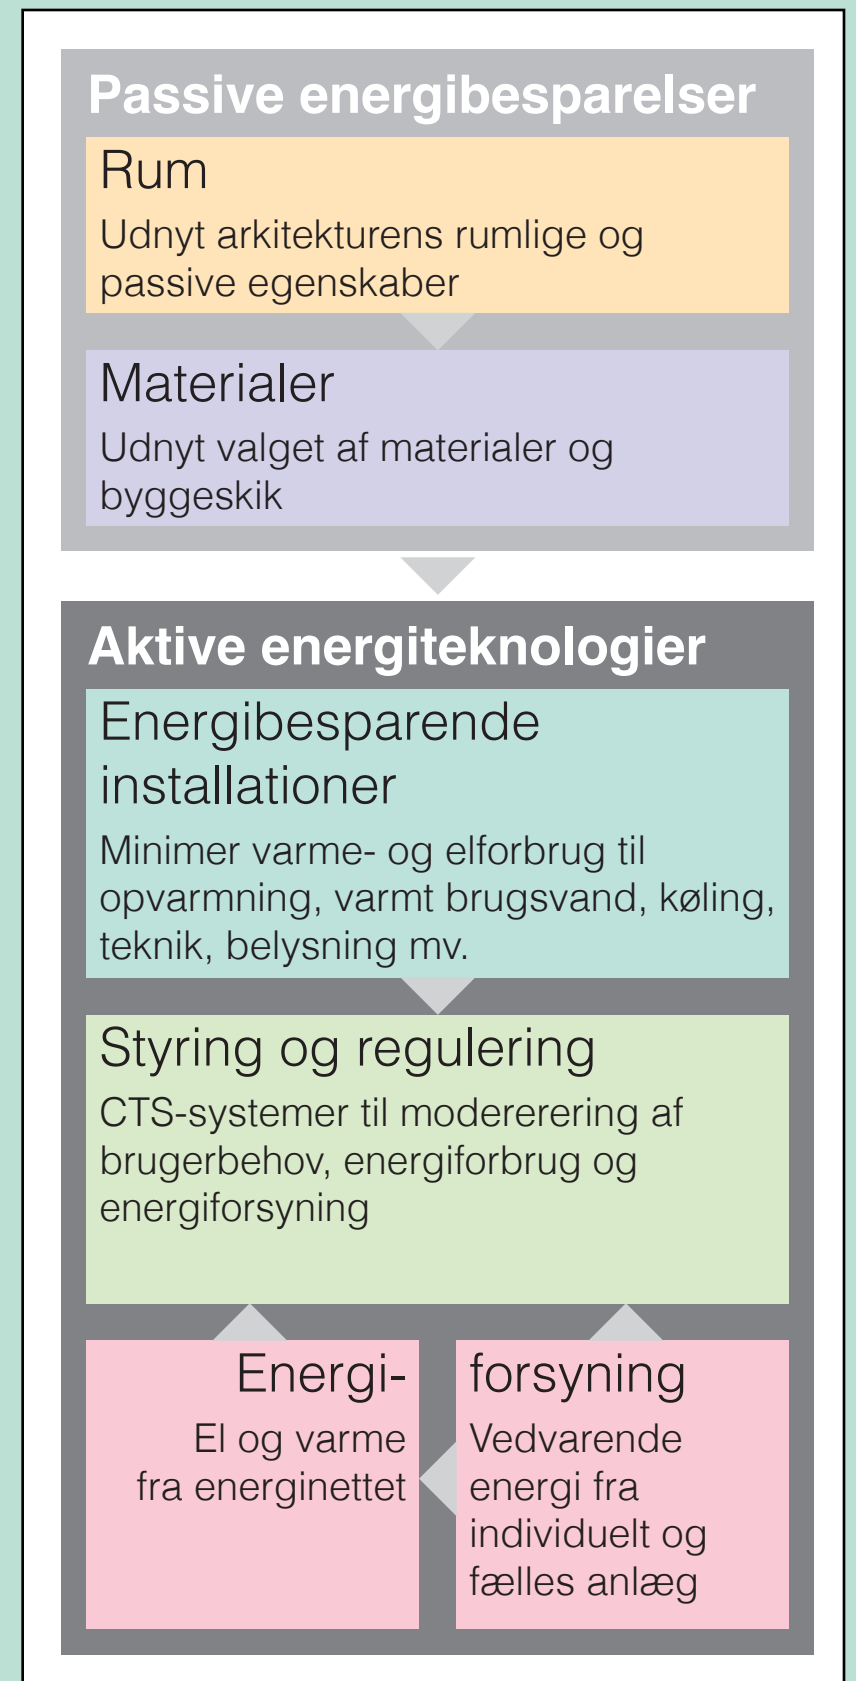 Passive energibesparelser
Rum
Udnyt arkitekturens rumlige og
passive egenskaber
Materialer
Udnyt valget af materialer og
byggeskik
Aktive energiteknologier
Energibesparende
installationer
Minimer varme- og elforbrug til
opvarmning, varmt brugsvand, køling,
teknik, belysning mv.
Styring og regulering
CTS-systemer til modererering af
brugerbehov, energiforbrug og
energiforsyning
Energi-
El og varme
fra energinettet
forsyning
Vedvarende
energi fra
individuelt og
fælles anlæg